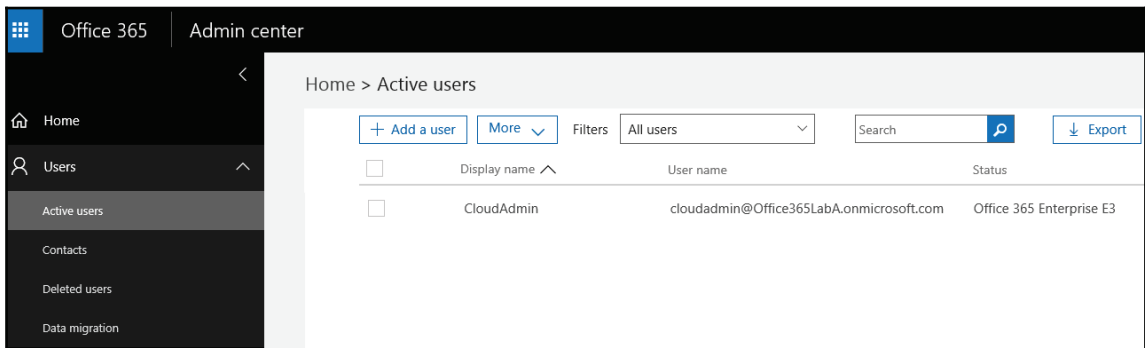 Office 365 Admin center
Home > Active users
Home
+ Add a user More Filters All users Search Export
Users
Display name User name Status
Active users
CloudAdmin cloudadmin@Office365LabA.onmicrosoft.com Office 365 Enterprise E3
Contacts
Deleted users
Data migration